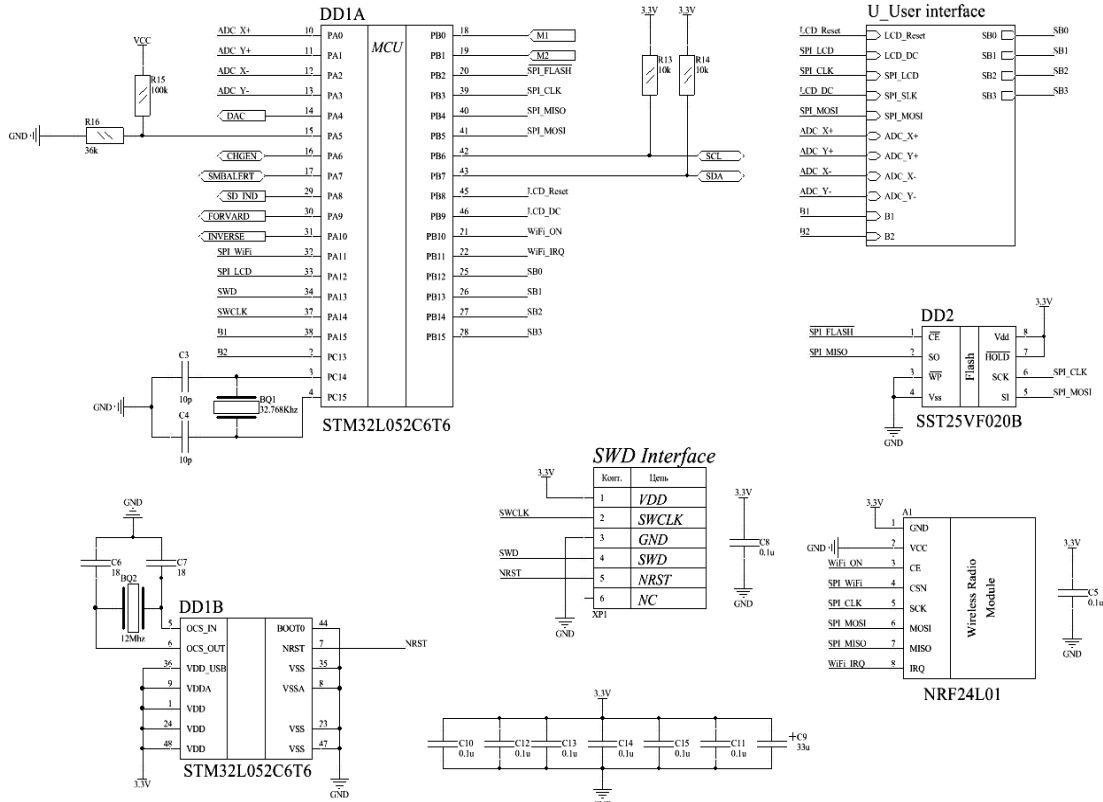 DD1A
MCU
ADC_X+ 10 PA0
ADC_Y+ 11 PA1
ADC_X- 12 PA2
ADC_Y- 13 PA3
DAC 14 PA4
15 PA5
CHGEN 16 PA6
SMBALERT 17 PA7
SD_IND 29 PA8
FORVARD 30 PA9
INVERSE 31 PA10
SPI_WiFi 32 PA11
SPI_LCD 33 PA12
SWD 34 PA13
SWCLK 37 PA14
B1 38 PA15
B2 2 PC13
3 PC14
4 PC15
PB0 18 M1
PB1 19 M2
PB2 20 SPI_FLASH
PB3 39 SPI_CLK
PB4 40 SPI_MISO
PB5 41 SPI_MOSI
PB6 42 SCL
PB7 43 SDA
PB8 45 LCD_Reset
PB9 46 LCD_DC
PB10 21 WiFi_ON
PB11 22 WiFi_IRQ
PB12 25 SB0
PB13 26 SB1
PB14 27 SB2
PB15 28 SB3
STM32L052C6T6
VCC
R15
100k
GND
R16
36k
3.3V
R13
10k
3.3V
R14
10k
C3
10p
GND
BQ1
32.768Khz
C4
10p
U_User interface
LCD_Reset LCD_Reset SB0 SB0
SPI_LCD LCD_DC SB1 SB1
SPI_CLK SPI_LCD SB2 SB2
LCD_DC SPI_SLK SB3 SB3
SPI_MOSI SPI_MOSI
ADC_X+ ADC_X+
ADC_Y+ ADC_Y+
ADC_X- ADC_X-
ADC_Y- ADC_Y-
B1 B1
B2 B2
3.3V
DD2
SPI_FLASH 1 CE Vdd 8
SPI_MISO 2 SO HOLD 7
3 WP SCK 6 SPI_CLK
4 Vss SI 5 SPI_MOSI
Flash
SST25VF020B
GND
SWD Interface
3.3V
Конт. Цепь
1 VDD
SWCLK 2 SWCLK
3 GND
SWD 4 SWD
NRST 5 NRST
6 NC
XP1
GND
3.3V
C8
0.1u
GND
3.3V
A1
1 GND
GND 2 VCC
WiFi_ON 3 CE
SPI_WiFi 4 CSN
SPI_CLK 5 SCK
SPI_MOSI 6 MOSI
SPI_MISO 7 MISO
WiFi_IRQ 8 IRQ
Wireless Radio
Module
NRF24L01
3.3V
C5
0.1u
GND
GND
C6
18
C7
18
BQ2
12Mhz
DD1B
5 OCS_IN BOOT0 44
6 OCS_OUT NRST 7 NRST
36 VDD_USB VSS 35
9 VDDA VSSA 8
1 VDD
24 VDD VSS 23
48 VDD VSS 47
3.3V
STM32L052C6T6
GND
3.3V
C10
0.1u
C12
0.1u
C13
0.1u
C14
0.1u
C15
0.1u
C11
0.1u
+C9
33u
GND